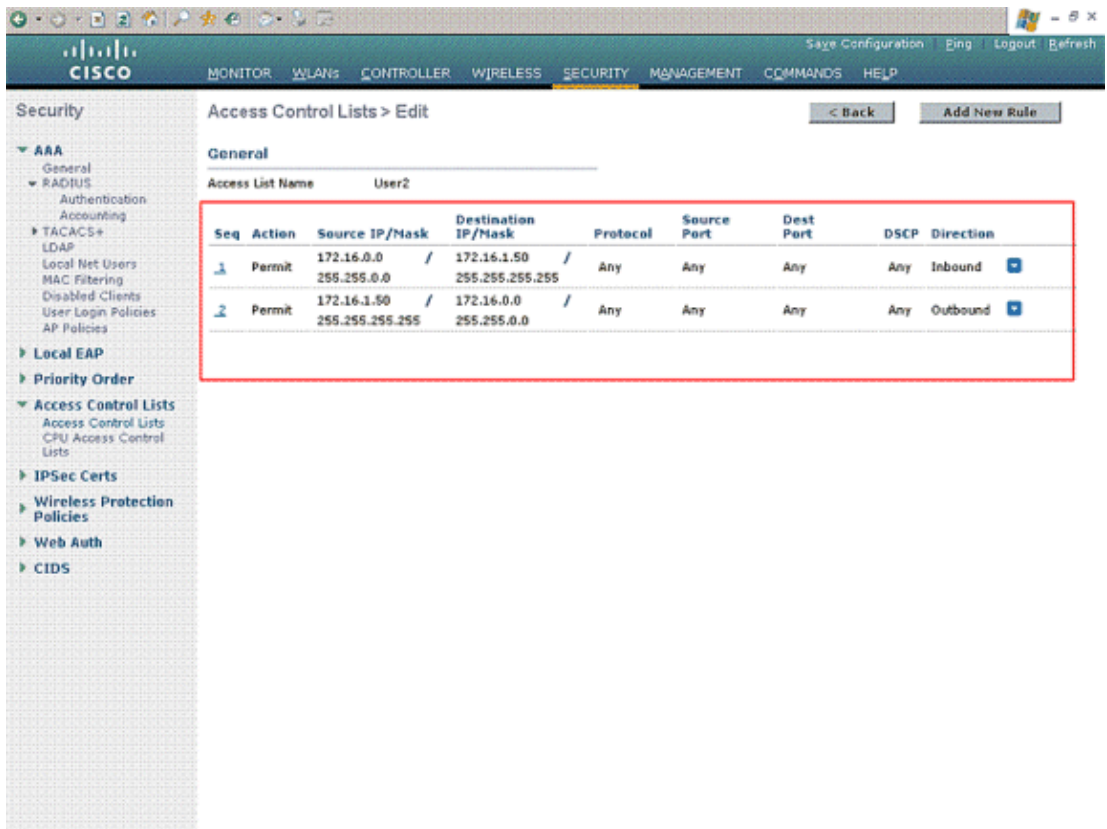 Save Configuration | Ping | Logout | Refresh
CISCO
MONITOR WLANs CONTROLLER WIRELESS SECURITY MANAGEMENT COMMANDS HELP
Security
AAA
General
RADIUS
Authentication
Accounting
TACACS+
LDAP
Local Net Users
MAC Filtering
Disabled Clients
User Login Policies
AP Policies
Local EAP
Priority Order
Access Control Lists
Access Control Lists
CPU Access Control
Lists
IPSec Certs
Wireless Protection
Policies
Web Auth
CIDS
Access Control Lists > Edit
< Back
Add New Rule
General
Access List Name User2
Seq Action Source IP/Mask Destination IP/Mask Protocol Source Port Dest Port DSCP Direction
1 Permit 172.16.0.0 / 255.255.0.0 172.16.1.50 / 255.255.255.255 Any Any Any Any Inbound
2 Permit 172.16.1.50 / 255.255.255.255 172.16.0.0 / 255.255.0.0 Any Any Any Any Outbound